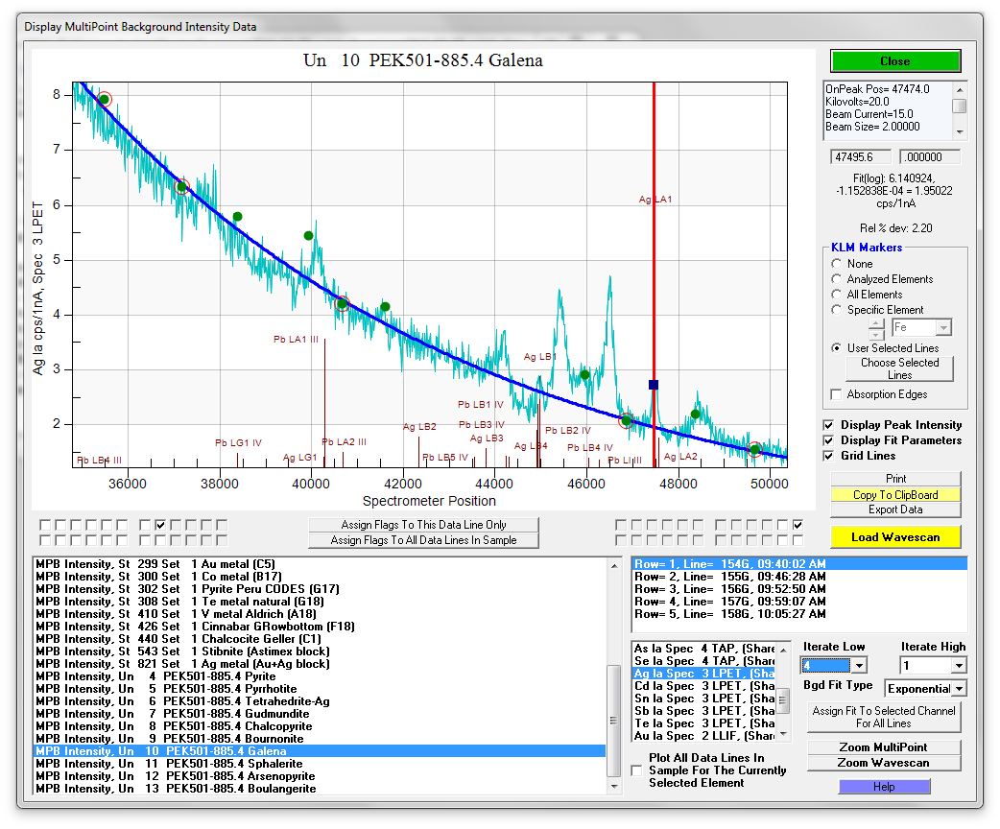 Display MultiPoint Background Intensity Data
Un 10 PEK501-885.4 Galena
Close
OnPeak Pos= 47474.0
Kilovolts=20.0
Beam Current=15.0
Beam Size= 2.00000
47495.6
.000000
Fit(log): 6.140924,
-1.152838E-04 = 1.95022
cps/1nA
Rel % dev: 2.20
KLM Markers
None
Analyzed Elements
All Elements
Specific Element
Fe
User Selected Lines
Choose Selected
Lines
Absorption Edges
Display Peak Intensity
Display Fit Parameters
Grid Lines
Print
Copy To ClipBoard
Export Data
Load Wavescan
Ag la cps/1nA, Spec 3 LPET
8
7
6
5
4
3
2
Ag LA1
Pb LA1 III
Ag LB1
Pb LB1 IV
Ag LB2
Pb LB3 IV
Pb LB2 IV
Pb LG1 IV
Pb LA2 III
Ag LB3
Ag LB4
Pb LB4 IV
Pb LB4 III
Ag LG1
Pb LB5 IV
Pb LI III
Ag LA2
36000
38000
40000
42000
44000
46000
48000
50000
Spectrometer Position
Assign Flags To This Data Line Only
Assign Flags To All Data Lines In Sample
MPB Intensity, St 299 Set 1 Au metal (C5)
MPB Intensity, St 300 Set 1 Co metal (B17)
MPB Intensity, St 302 Set 1 Pyrite Peru CODES (G17)
MPB Intensity, St 308 Set 1 Te metal natural (G18)
MPB Intensity, St 410 Set 1 V metal Aldrich (A18)
MPB Intensity, St 426 Set 1 Cinnabar GRowbottom (F18)
MPB Intensity, St 440 Set 1 Chalcocite Geller (C1)
MPB Intensity, St 543 Set 1 Stibnite (Astimex block)
MPB Intensity, St 821 Set 1 Ag metal (Au+Ag block)
MPB Intensity, Un 4 PEK501-885.4 Pyrite
MPB Intensity, Un 5 PEK501-885.4 Pyrrhotite
MPB Intensity, Un 6 PEK501-885.4 Tetrahedrite-Ag
MPB Intensity, Un 7 PEK501-885.4 Gudmundite
MPB Intensity, Un 8 PEK501-885.4 Chalcopyrite
MPB Intensity, Un 9 PEK501-885.4 Bournonite
MPB Intensity, Un 10 PEK501-885.4 Galena
MPB Intensity, Un 11 PEK501-885.4 Sphalerite
MPB Intensity, Un 12 PEK501-885.4 Arsenopyrite
MPB Intensity, Un 13 PEK501-885.4 Boulangerite
Row= 1, Line= 154G, 09:40:02 AM
Row= 2, Line= 155G, 09:46:28 AM
Row= 3, Line= 156G, 09:52:50 AM
Row= 4, Line= 157G, 09:59:07 AM
Row= 5, Line= 158G, 10:05:27 AM
As la Spec 4 TAP, (Share
Se la Spec 4 TAP, (Share
Ag la Spec 3 LPET, (Sha
Cd la Spec 3 LPET, (Sha
Sn la Spec 3 LPET, (Sha
Sb la Spec 3 LPET, (Sha
Te la Spec 3 LPET, (Sha
Au la Spec 2 LLIF, (Sha
Iterate Low
Iterate High
4
1
Bgd Fit Type
Exponential
Assign Fit To Selected Channel
For All Lines
Plot All Data Lines In
Sample For The Currently
Selected Element
Zoom MultiPoint
Zoom Wavescan
Help